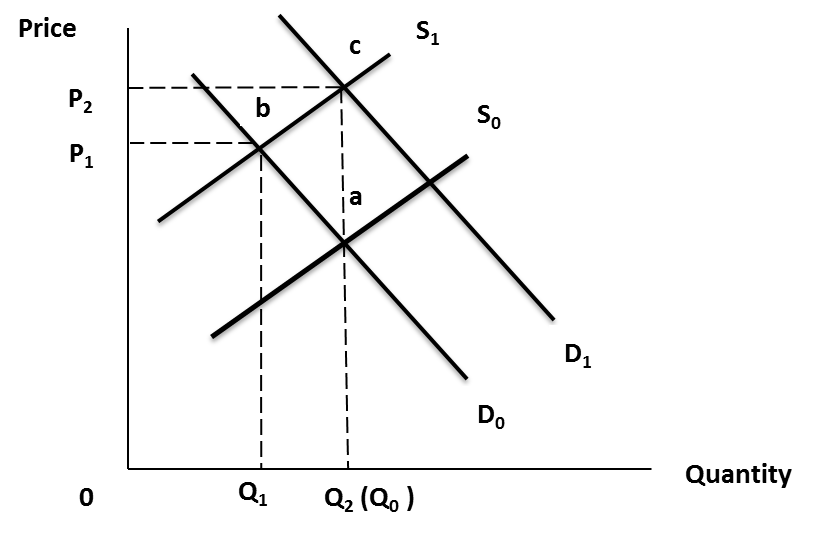 Price
S₁
c
P₂
b
S₀
P₁
a
D₁
D₀
Quantity
0
Q₁
Q₂ (Q₀ )